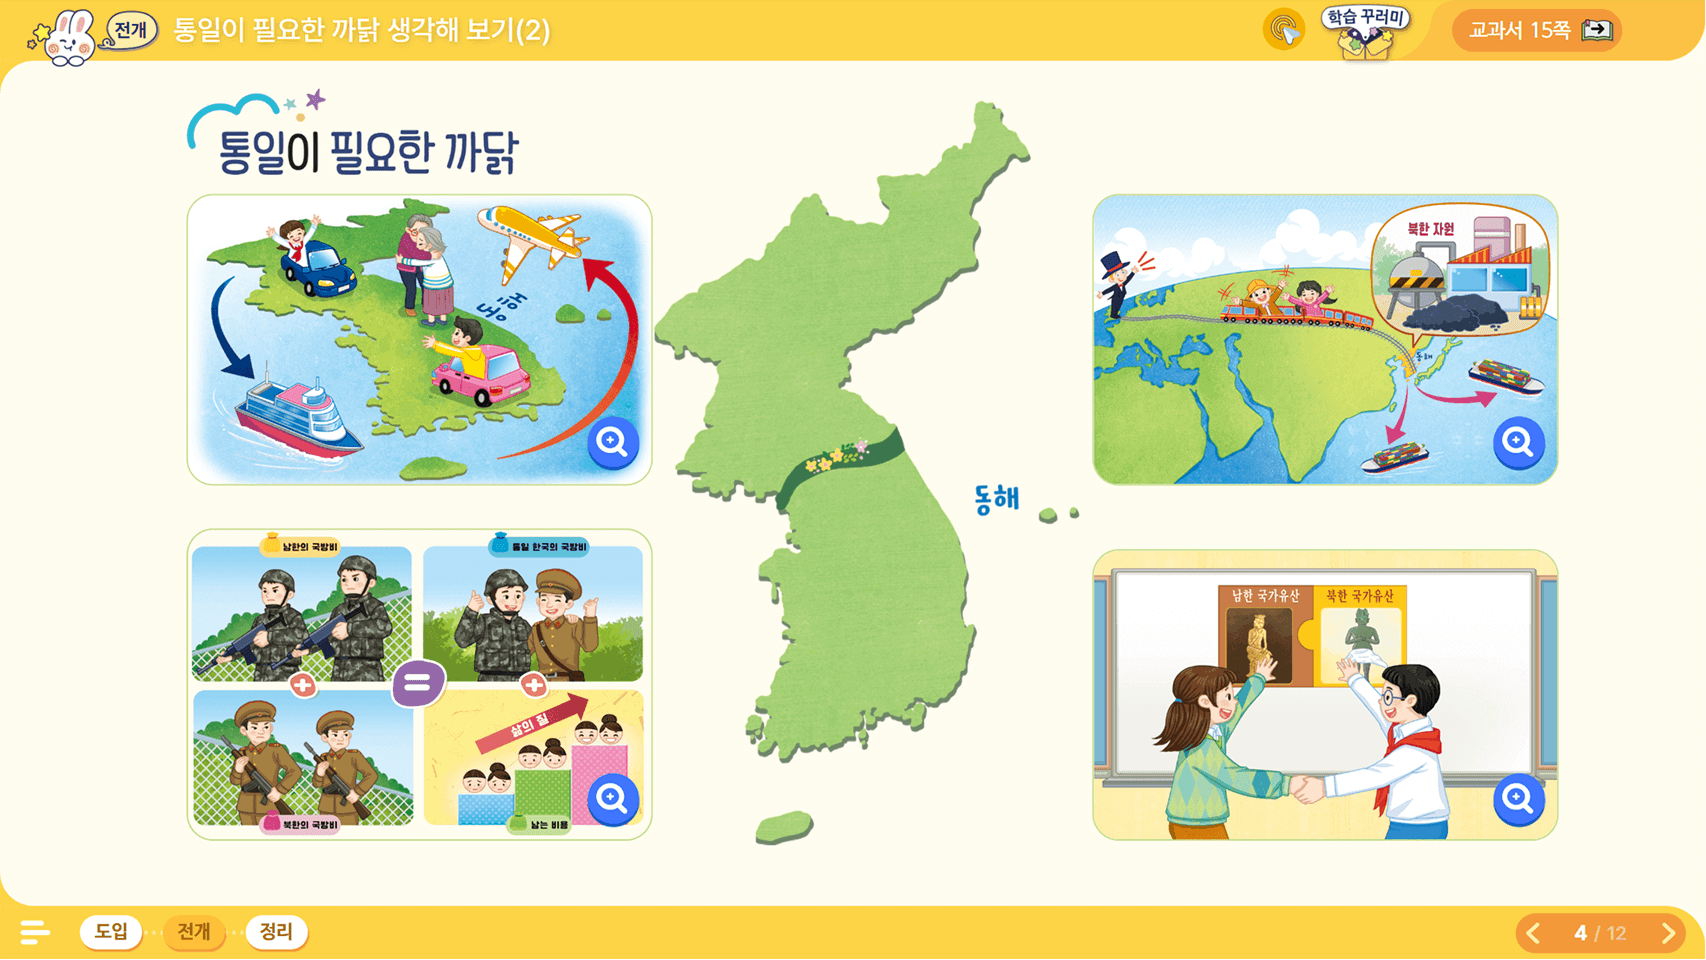 전개
통일이 필요한 까닭 생각해 보기(2)
학습 꾸러미
교과서 15쪽
통일이 필요한 까닭
동해
북한 자원
동해
동해
남한의 국방비
통일 한국의 국방비
삶의 질
북한의 국방비
남는 비용
남한 국가유산
북한 국가유산
도입
전개
정리
4 / 12